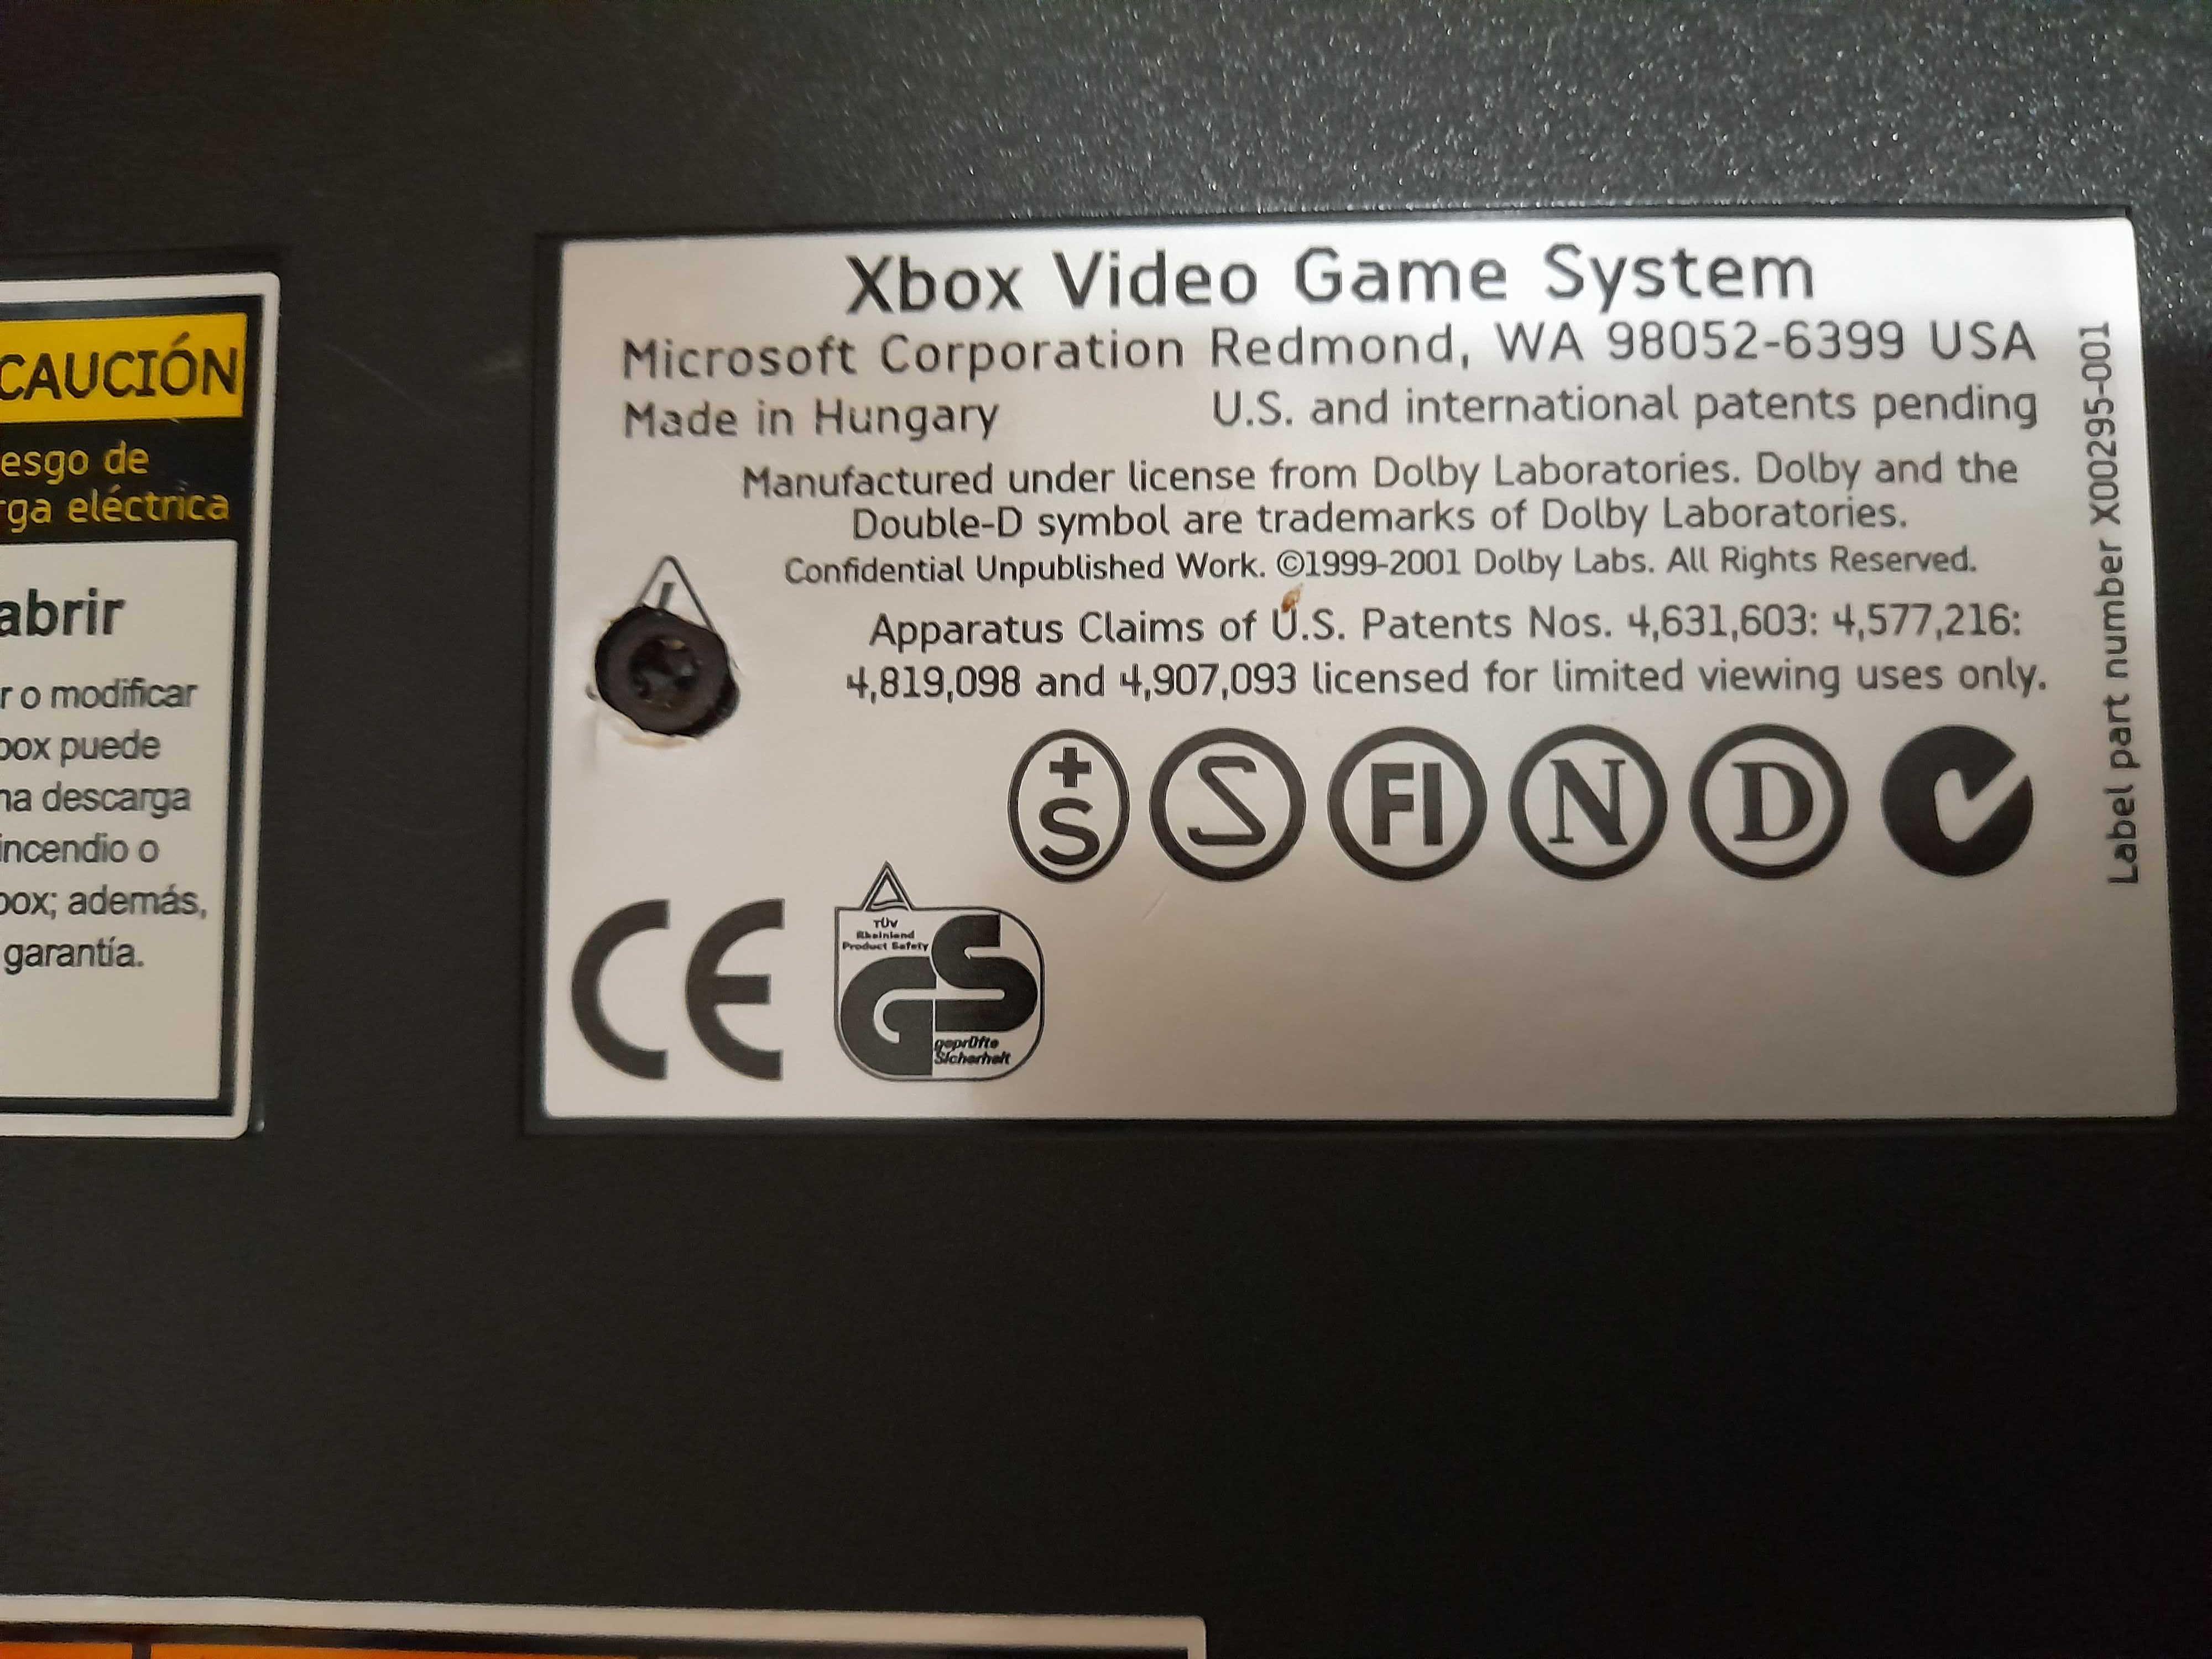 CAUCIÓN
esgo de
rga eléctrica
abrir
r o modificar
box puede
na descarga
incendio o
box; además,
garantía.
Xbox Video Game System
Microsoft Corporation Redmond, WA 98052-6399 USA
Made in Hungary U.S. and international patents pending
Manufactured under license from Dolby Laboratories. Dolby and the
Double-D symbol are trademarks of Dolby Laboratories.
Confidential Unpublished Work. ©1999-2001 Dolby Labs. All Rights Reserved.
Apparatus Claims of U.S. Patents Nos. 4,631,603: 4,577,216:
4,819,098 and 4,907,093 licensed for limited viewing uses only.
+S S FI N D
CE
TÜV
Rheinland
Product Safety
GS
geprüfte
Sicherheit
Label part number X00295-001